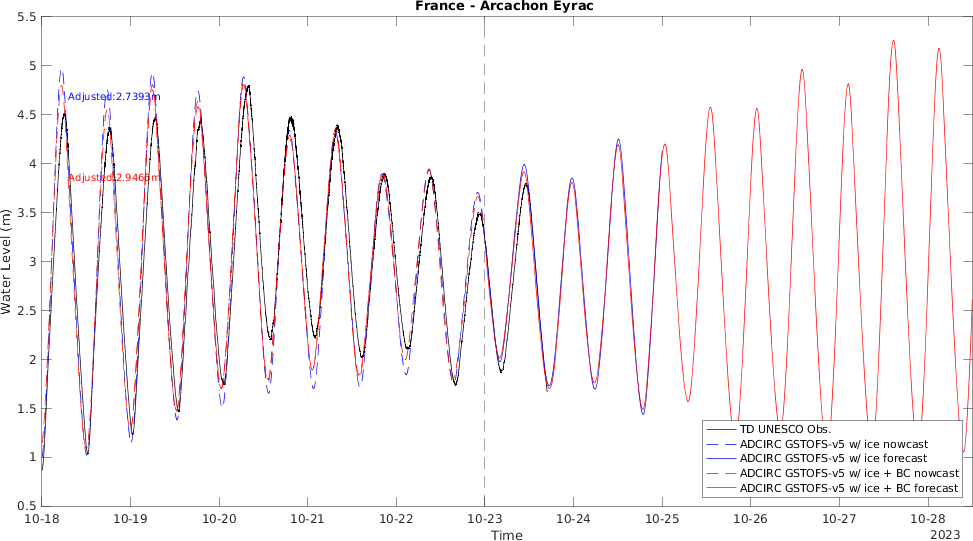 France - Arcachon Eyrac
5.5
5
4.5
4
3.5
3
2.5
2
1.5
1
0.5
Water Level (m)
Adjusted:2.7393m
Adjusted:2.9466m
TD UNESCO Obs.
ADCIRC GSTOFS-v5 w/ ice nowcast
ADCIRC GSTOFS-v5 w/ ice forecast
ADCIRC GSTOFS-v5 w/ ice + BC nowcast
ADCIRC GSTOFS-v5 w/ ice + BC forecast
10-18 10-19 10-20 10-21 10-22 10-23 10-24 10-25 10-26 10-27 10-28
2023
Time